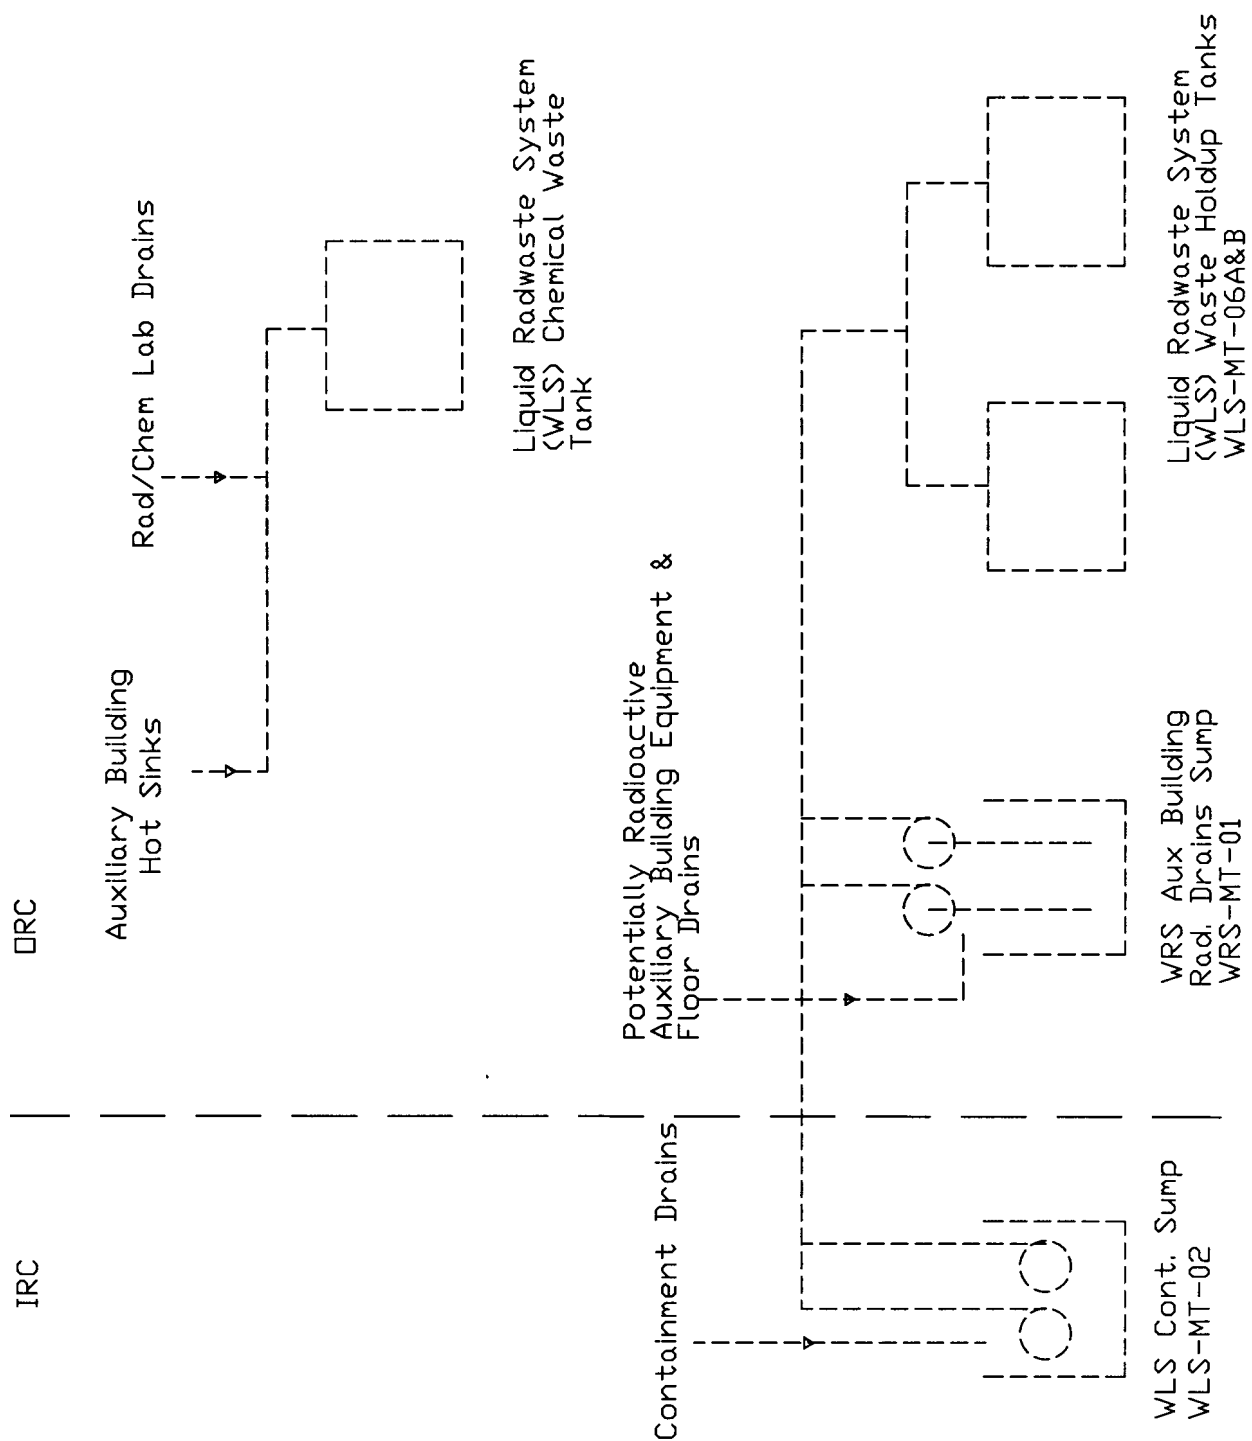 IRC
ORC
Auxiliary Building
Hot Sinks
Rad/Chem Lab Drains
Liquid Radwaste System
(WLS) Chemical Waste
Tank
Containment Drains
Potentially Radioactive
Auxiliary Building Equipment &
Floor Drains
WLS Cont. Sump
WLS-MT-02
WRS Aux Building
Rad. Drains Sump
WRS-MT-01
Liquid Radwaste System
(WLS) Waste Holdup Tanks
WLS-MT-06A&B